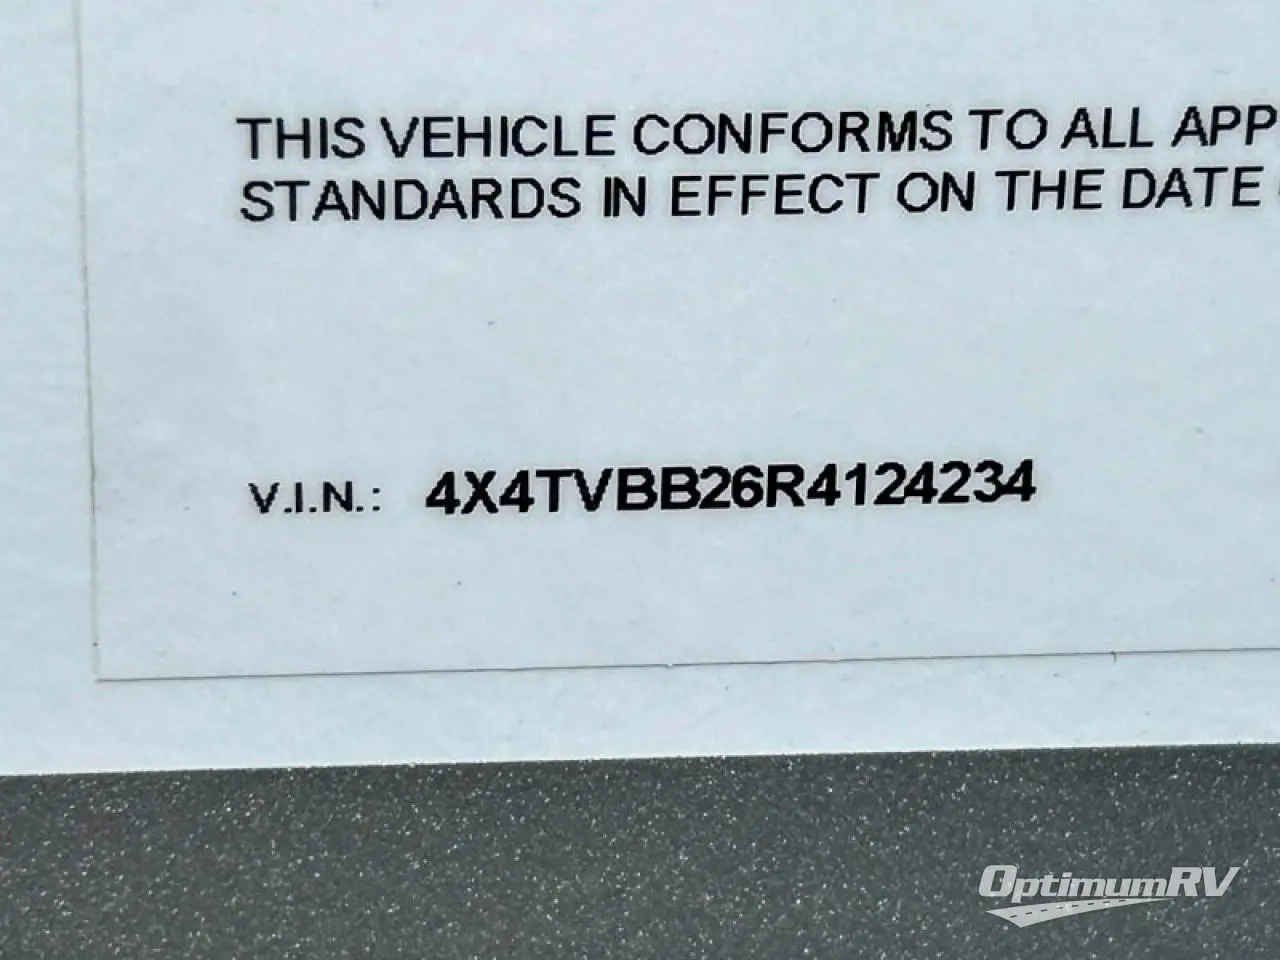 THIS VEHICLE CONFORMS TO ALL APP
STANDARDS IN EFFECT ON THE DATE
V.I.N.: 4X4TVBB26R4124234
OptimumRV